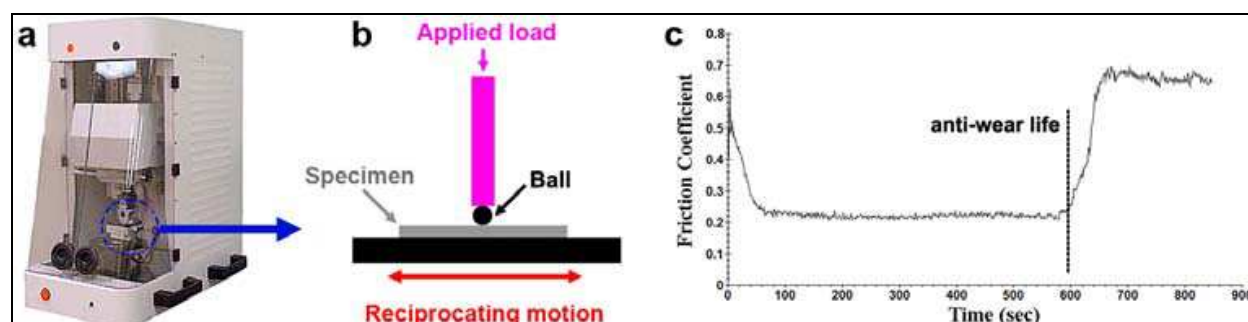 a
b
Applied load
Specimen
Ball
Reciprocating motion
c
Friction Coefficient
0.8
0.7
0.6
0.5
0.4
0.3
0.2
0.1
0
anti-wear life
0 100 200 300 400 500 600 700 800 900
Time (sec)